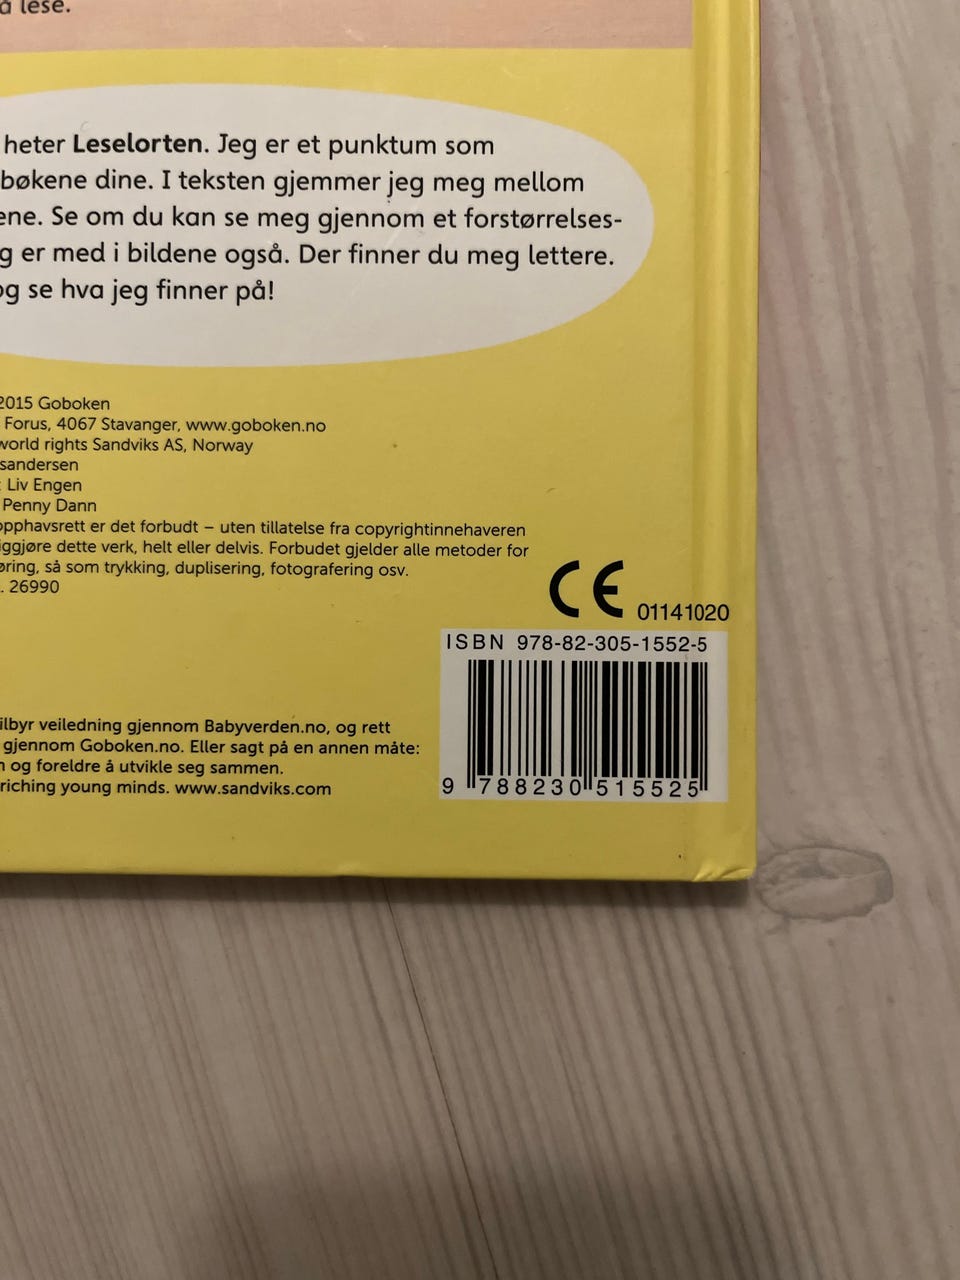 å lese.
heter Leselorten. Jeg er et punktum som
bøkene dine. I teksten gjemmer jeg meg mellom
ene. Se om du kan se meg gjennom et forstørrelses-
g er med i bildene også. Der finner du meg lettere.
og se hva jeg finner på!
2015 Goboken
Forus, 4067 Stavanger, www.goboken.no
world rights Sandviks AS, Norway
sandersen
: Liv Engen
Penny Dann
opphavsrett er det forbudt – uten tillatelse fra copyrightinnehaveren
iggjøre dette verk, helt eller delvis. Forbudet gjelder alle metoder for
øring, så som trykking, duplisering, fotografering osv.
. 26990
CE 01141020
ISBN 978-82-305-1552-5
9 788230 515525
ilbyr veiledning gjennom Babyverden.no, og rett
gjennom Goboken.no. Eller sagt på en annen måte:
n og foreldre å utvikle seg sammen.
riching young minds. www.sandviks.com